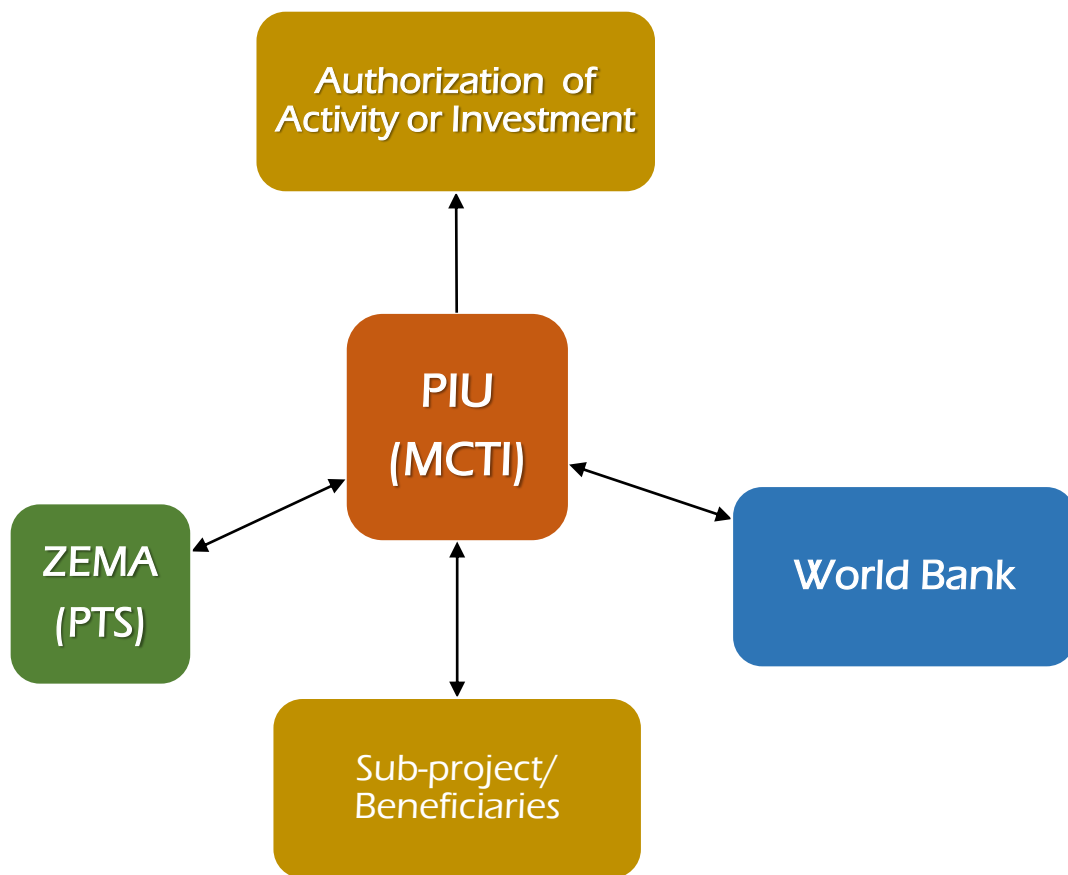 Authorization of
Activity or Investment
PIU
(MCTI)
ZEMA
(PTS)
World Bank
Sub-project/
Beneficiaries